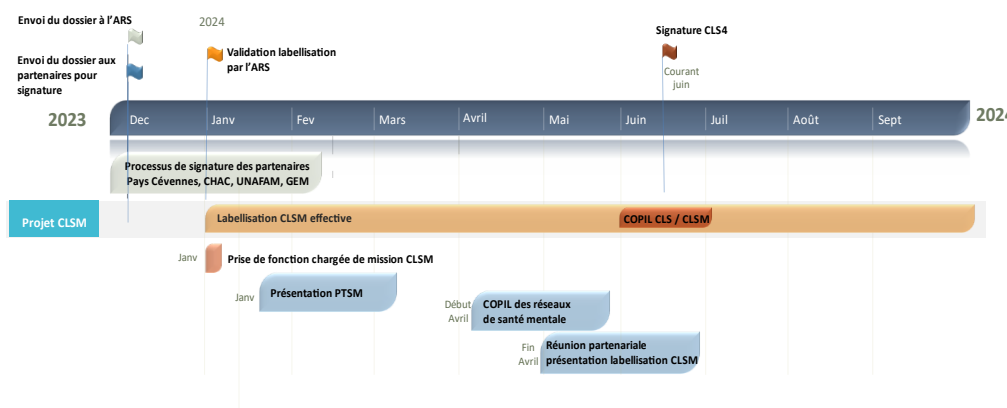 Envoi du dossier à l'ARS
2024
Envoi du dossier aux
partenaires pour
signature
Validation labellisation
par l'ARS
Signature CLS4
Courant
juin
2023
Dec
Janv
Fev
Mars
Avril
Mai
Juin
Juil
Août
Sept
2024
Processus de signature des partenaires
Pays Cévennes, CHAC, UNAFAM, GEM
Projet CLSM
Labellisation CLSM effective
COPIL CLS / CLSM
Janv
Prise de fonction chargée de mission CLSM
Janv
Présentation PTSM
Début
Avril
COPIL des réseaux
de santé mentale
Fin
Avril
Réunion partenariale
présentation labellisation CLSM